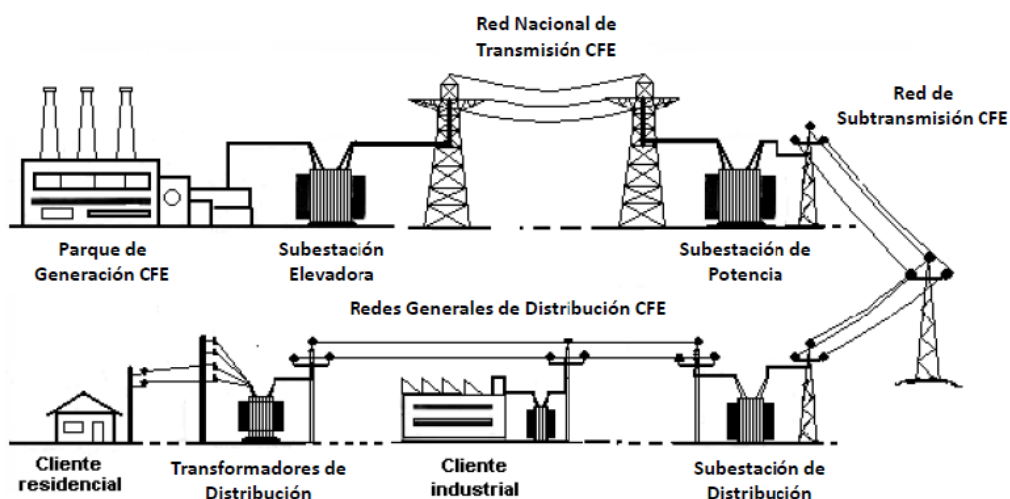 Red Nacional de
Transmisión CFE
Red de
Subtransmisión CFE
Parque de
Generación CFE
Subestación
Elevadora
Subestación de
Potencia
Redes Generales de Distribución CFE
Cliente
residencial
Transformadores de
Distribución
Cliente
industrial
Subestación de
Distribución